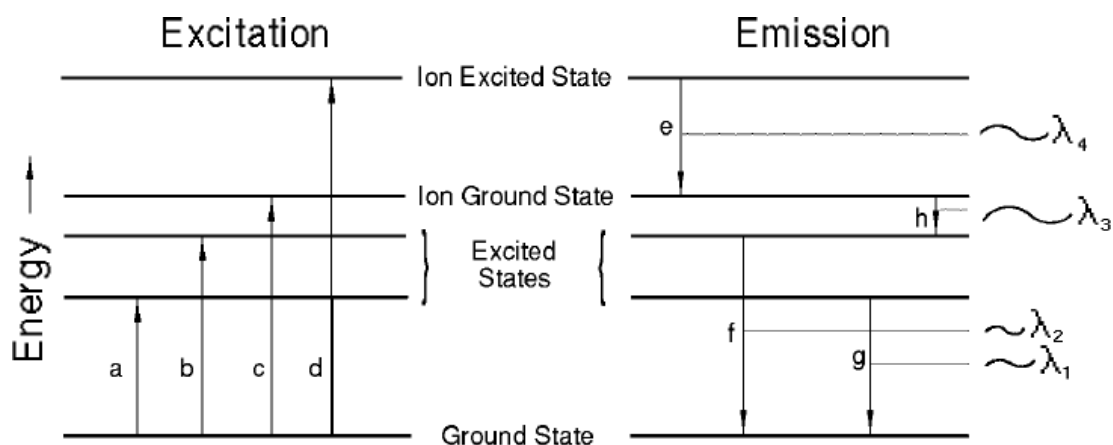 Excitation
Emission
Ion Excited State
e
λ4
Ion Ground State
h
λ3
Energy
Excited
States
a
b
c
d
f
λ2
g
λ1
Ground State